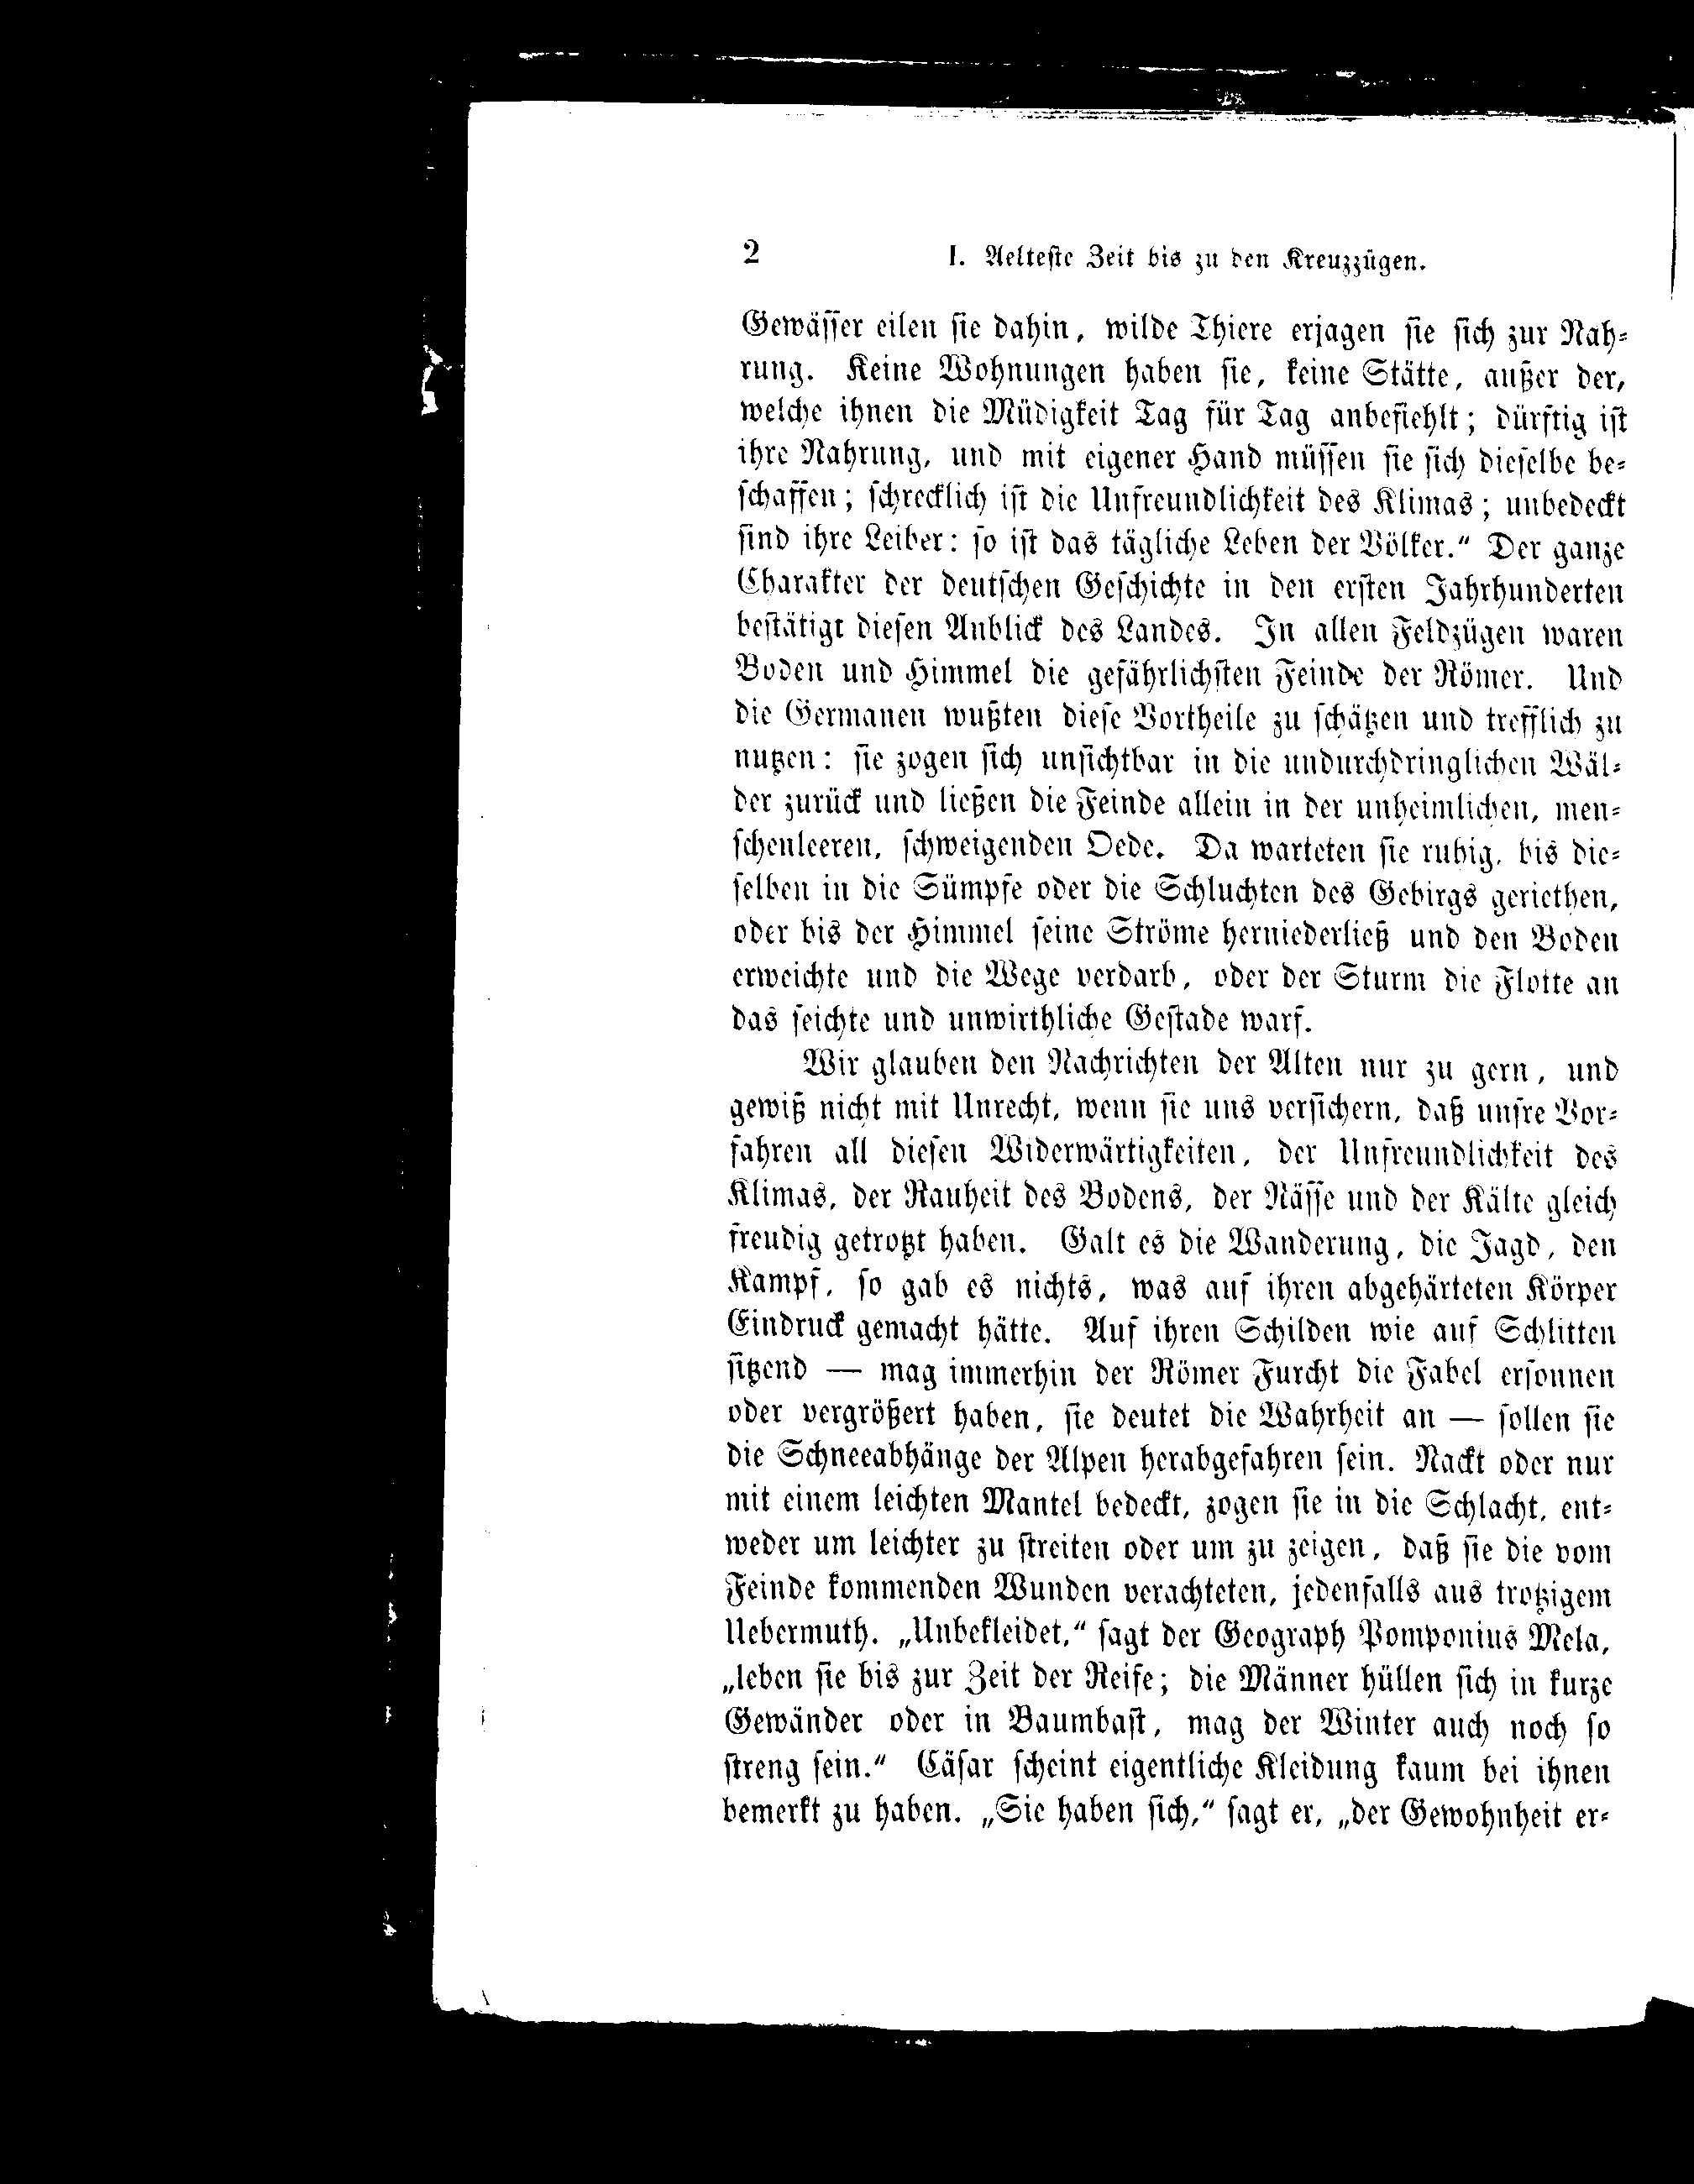 2 I. Aelteste Zeit bis zu den Kreuzzügen.
Gewässer eilen sie dahin, wilde Thiere erjagen sie sich zur Nah-
rung. Keine Wohnungen haben sie, keine Stätte, außer der,
welche ihnen die Müdigkeit Tag für Tag anbefiehlt; dürftig ist
ihre Nahrung, und mit eigener Hand müssen sie sich dieselbe be-
schaffen; schrecklich ist die Unfreundlichkeit des Klimas; unbedeckt
sind ihre Leiber: so ist das tägliche Leben der Völker.“ Der ganze
Charakter der deutschen Geschichte in den ersten Jahrhunderten
bestätigt diesen Anblick des Landes. In allen Feldzügen waren
Boden und Himmel die gefährlichsten Feinde der Römer. Und
die Germanen wußten diese Vortheile zu schätzen und trefflich zu
nutzen: sie zogen sich unsichtbar in die undurchdringlichen Wäl-
der zurück und ließen die Feinde allein in der unheimlichen, men-
schenleeren, schweigenden Oede. Da warteten sie ruhig, bis die-
selben in die Sümpfe oder die Schluchten des Gebirgs geriethen,
oder bis der Himmel seine Ströme herniederließ und den Boden
erweichte und die Wege verdarb, oder der Sturm die Flotte an
das seichte und unwirthliche Gestade warf.
Wir glauben den Nachrichten der Alten nur zu gern, und
gewiß nicht mit Unrecht, wenn sie uns versichern, daß unsre Vor-
fahren all diesen Widerwärtigkeiten, der Unfreundlichkeit des
Klimas, der Rauheit des Bodens, der Nässe und der Kälte gleich
freudig getrotzt haben. Galt es die Wanderung, die Jagd, den
Kampf, so gab es nichts, was auf ihren abgehärteten Körper
Eindruck gemacht hätte. Auf ihren Schilden wie auf Schlitten
sitzend — mag immerhin der Römer Furcht die Fabel ersonnen
oder vergrößert haben, sie deutet die Wahrheit an — sollen sie
die Schneeabhänge der Alpen herabgefahren sein. Nackt oder nur
mit einem leichten Mantel bedeckt, zogen sie in die Schlacht, ent-
weder um leichter zu streiten oder um zu zeigen, daß sie die vom
Feinde kommenden Wunden verachteten, jedenfalls aus trotzigem
Uebermuth. „Unbekleidet,“ sagt der Geograph Pomponius Mela,
„leben sie bis zur Zeit der Reife; die Männer hüllen sich in kurze
Gewänder oder in Baumbast, mag der Winter auch noch so
streng sein.“ Cäsar scheint eigentliche Kleidung kaum bei ihnen
bemerkt zu haben. „Sie haben sich,“ sagt er, „der Gewohnheit er-